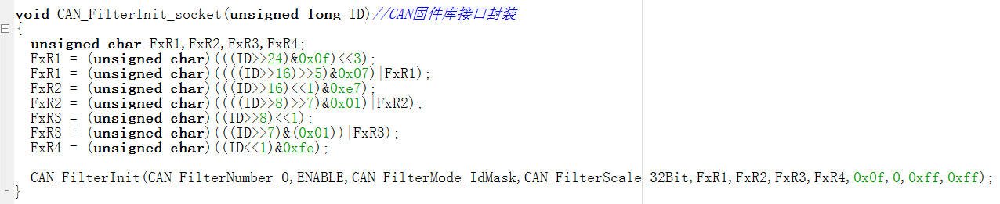 void CAN_FilterInit_socket(unsigned long ID)//CAN固件库接口封装
{
  unsigned char FxR1,FxR2,FxR3,FxR4;
  FxR1 = (unsigned char)(((ID>>24)&0x0f)<<3);
  FxR1 = (unsigned char)((((ID>>16)>>5)&0x07)|FxR1);
  FxR2 = (unsigned char)(((ID>>16)<<1)&0xe7);
  FxR2 = (unsigned char)((((ID>>8)>>7)&0x01)|FxR2);
  FxR3 = (unsigned char)((ID>>8)<<1);
  FxR3 = (unsigned char)(((ID>>7)&(0x01))|FxR3);
  FxR4 = (unsigned char)((ID<<1)&0xfe);
  CAN_FilterInit(CAN_FilterNumber_0,ENABLE,CAN_FilterMode_IdMask,CAN_FilterScale_32Bit,FxR1,FxR2,FxR3,FxR4,0x0f,0,0xff,0xff);
}